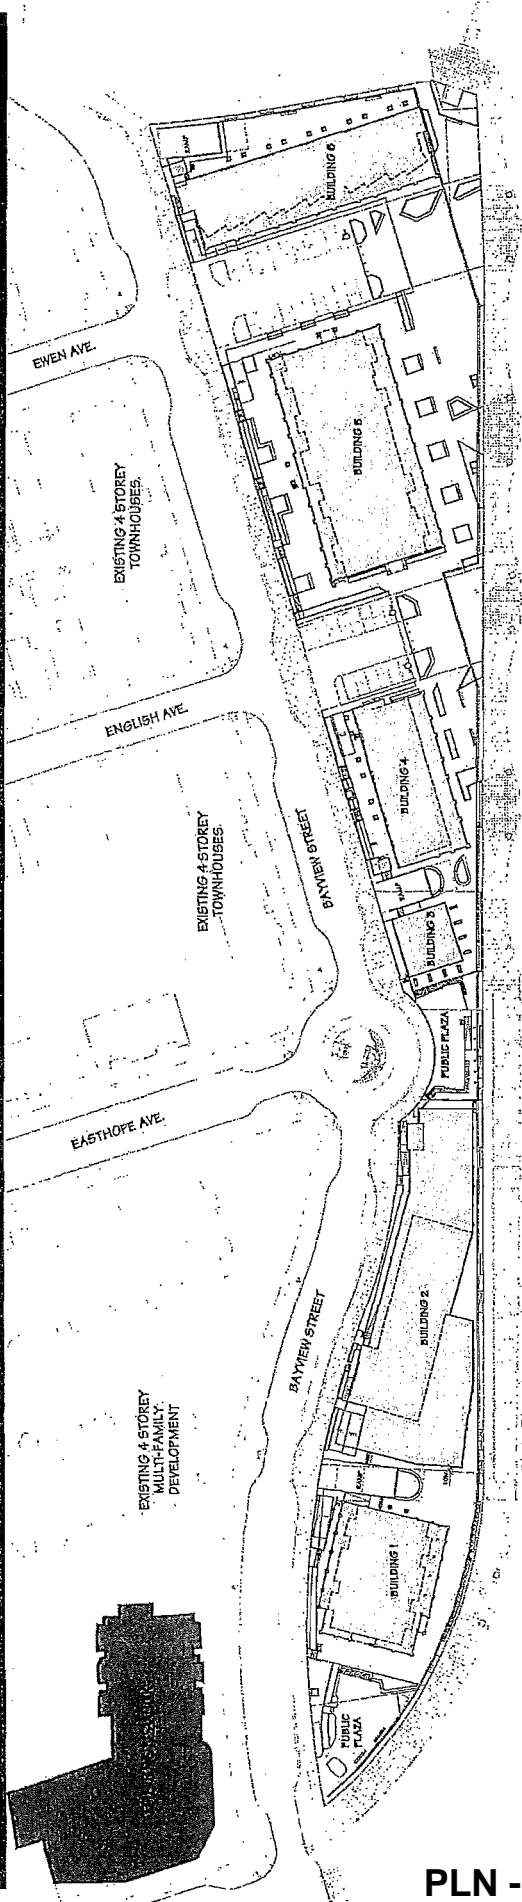 RAMP
BUILDING 6
EWEN AVE.
BUILDING 5
EXISTING 4 STOREY
TOWNHOUSES
ENGLISH AVE.
BUILDING 4
EXISTING 4 STOREY
TOWNHOUSES
BAYVIEW STREET
RAMP
BUILDING 3
PUBLIC PLAZA
EASTHOPE AVE.
BUILDING 2
BAYVIEW STREET
EXISTING 4 STOREY
MULTI-FAMILY
DEVELOPMENT
RAMP
BUILDING 1
PUBLIC
PLAZA
PLN -